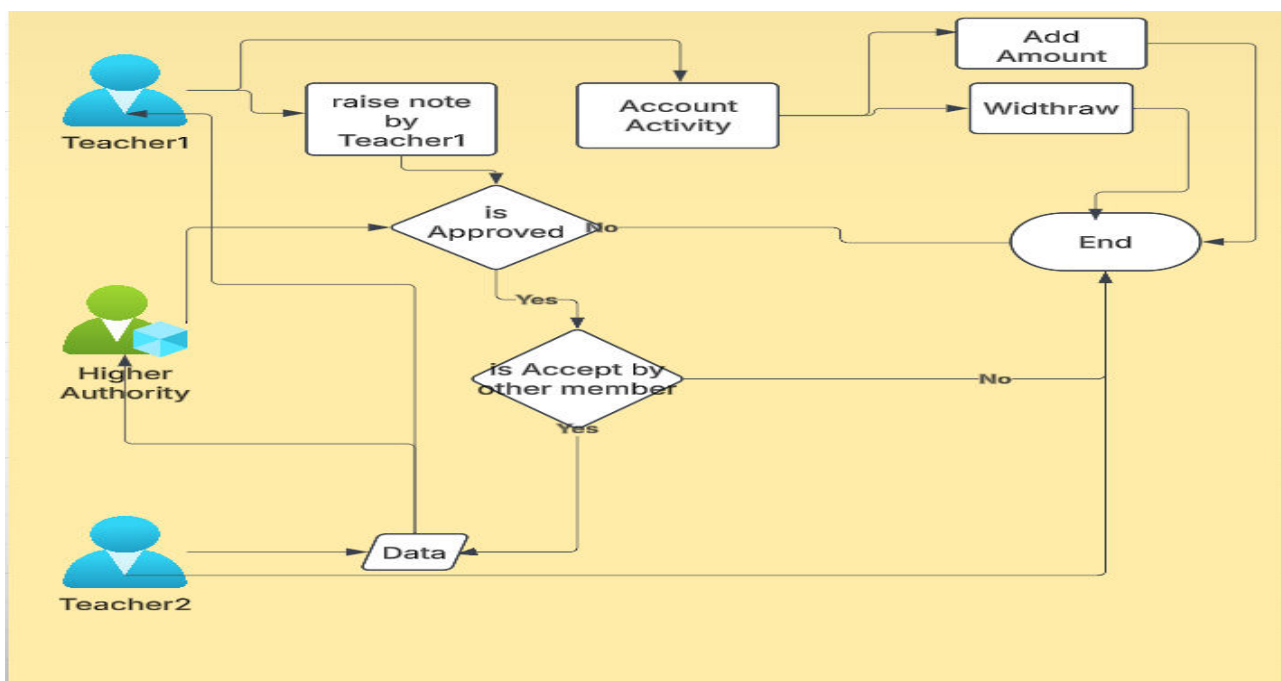 Add
Amount
Teacher1
raise note
by
Teacher1
Account
Activity
Widthraw
is
Approved
No
End
Yes
Higher
Authority
is Accept by
other member
No
Yes
Data
Teacher2